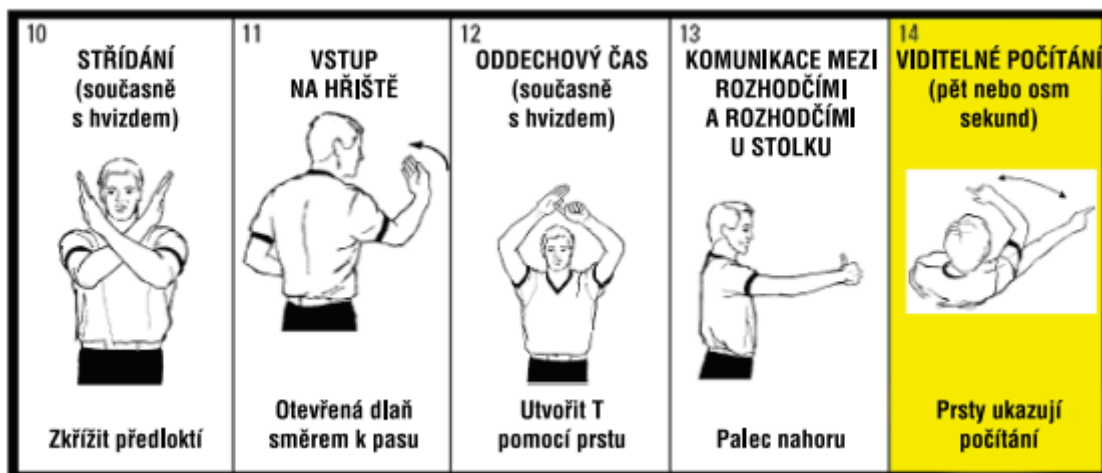 10
STŘÍDÁNÍ
(současně
s hvizdem)
Zkřížit předloktí
11
VSTUP
NA HŘIŠTĚ
Otevřená dlaň
směrem k pasu
12
ODDECHOVÝ ČAS
(současně
s hvizdem)
Utvořit T
pomocí prstu
13
KOMUNIKACE MEZI
ROZHODČÍMI
A ROZHODČÍMI
U STOLKU
Palec nahoru
14
VIDITELNÉ POČÍTÁNÍ
(pět nebo osm
sekund)
Prsty ukazují
počítání